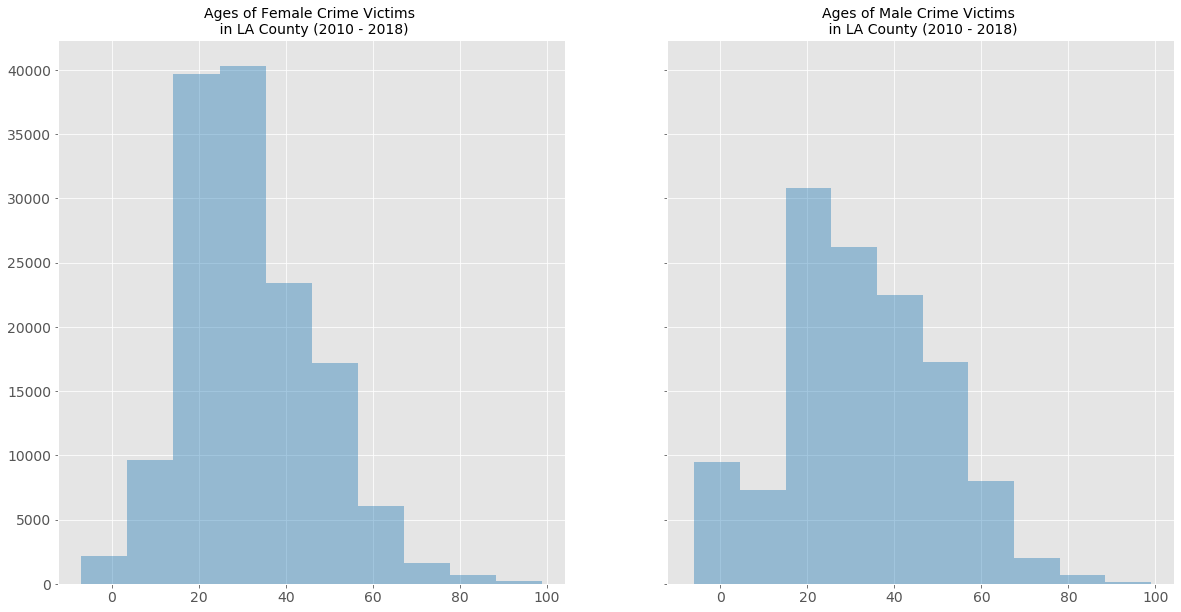 Ages of Female Crime Victims
in LA County (2010 - 2018)
40000
35000
30000
25000
20000
15000
10000
5000
0
0 20 40 60 80 100
Ages of Male Crime Victims
in LA County (2010 - 2018)
0 20 40 60 80 100